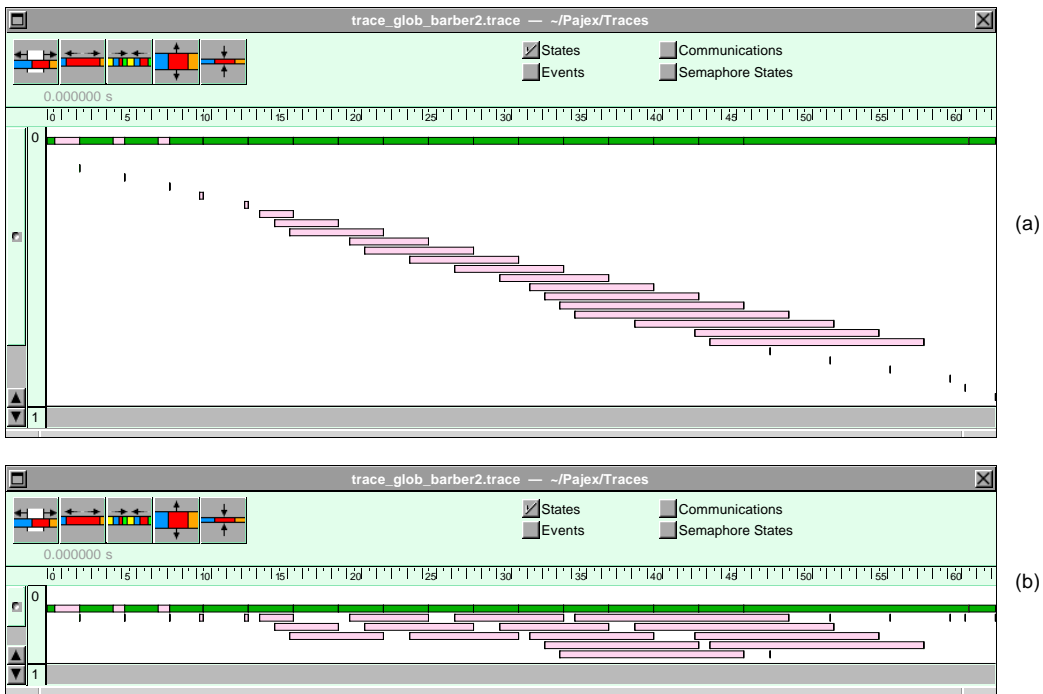 trace_glob_barber2.trace — ~/Pajex/Traces
States Communications
Events Semaphore States
0.000000 s
0 5 10 15 20 25 30 35 40 45 50 55 60
0
1
(a)
trace_glob_barber2.trace — ~/Pajex/Traces
States Communications
Events Semaphore States
0.000000 s
0 5 10 15 20 25 30 35 40 45 50 55 60
0
1
(b)